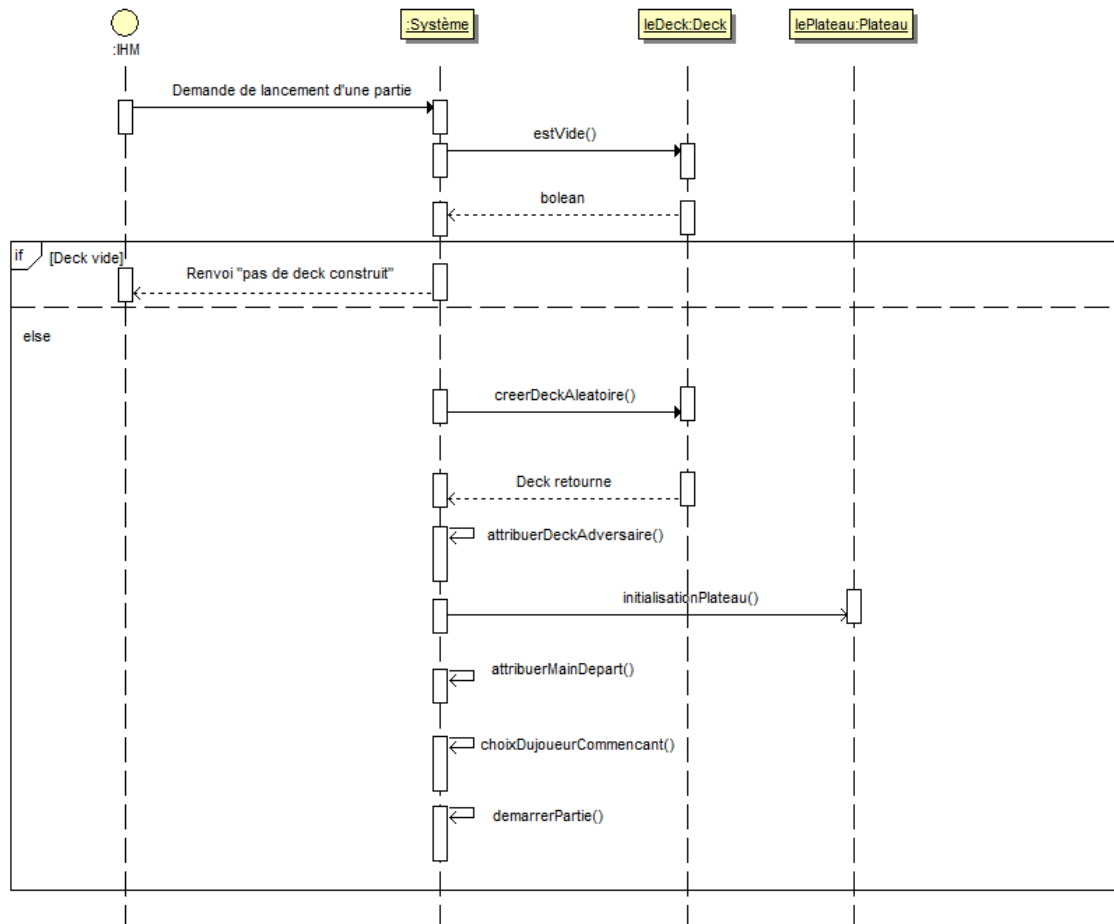 :IHM
:Système
leDeck:Deck
lePlateau:Plateau
Demande de lancement d'une partie
estVide()
bolean
if
[Deck vide]
Renvoi "pas de deck construit"
else
creerDeckAleatoire()
Deck retourne
attribuerDeckAdversaire()
initialisationPlateau()
attribuerMainDepart()
choixDujoueurCommencant()
demarrerPartie()